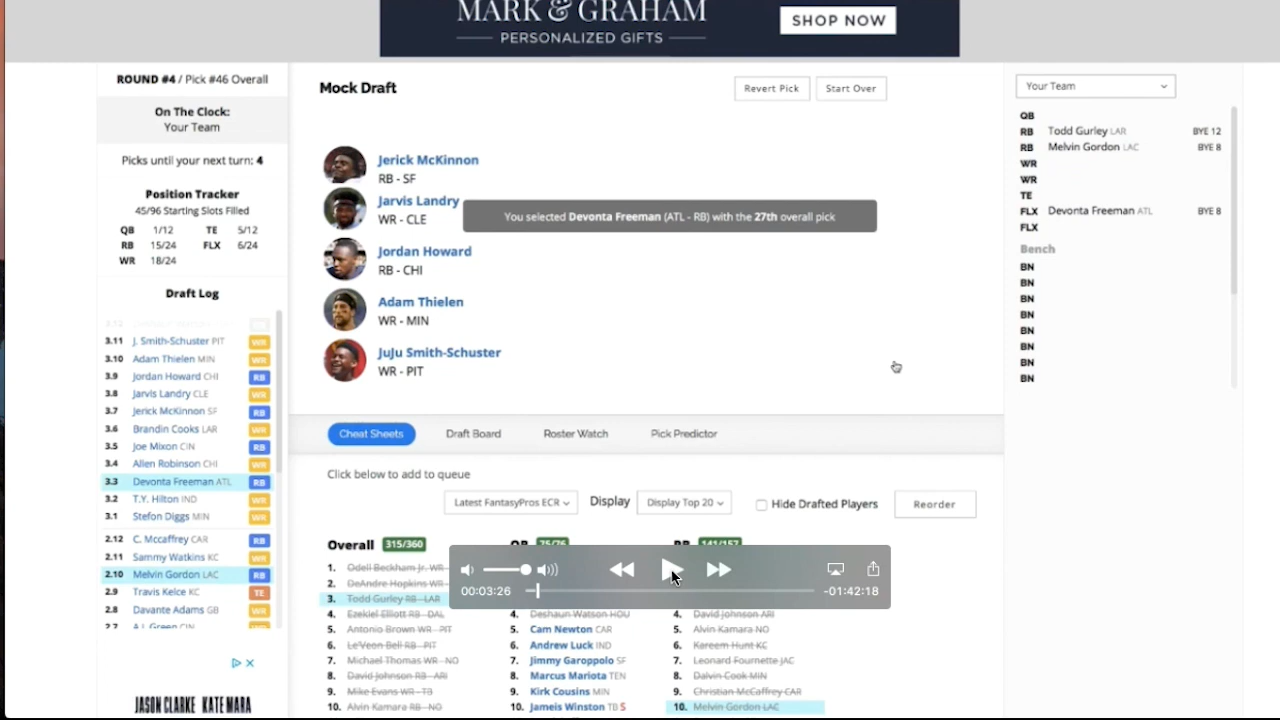 MARK & GRAHAM
PERSONALIZED GIFTS
SHOP NOW
ROUND #4 / Pick #46 Overall
On The Clock:
Your Team
Picks until your next turn: 4
Position Tracker
45/96 Starting Slots Filled
QB 1/12 TE 5/12
RB 15/24 FLX 6/24
WR 18/24
Draft Log
3.12
3.11 J. Smith-Schuster PIT WR
3.10 Adam Thielen MIN WR
3.9 Jordan Howard CHI RB
3.8 Jarvis Landry CLE WR
3.7 Jerick McKinnon SF RB
3.6 Brandin Cooks LAR WR
3.5 Joe Mixon CIN RB
3.4 Allen Robinson CHI WR
3.3 Devonta Freeman ATL RB
3.2 T.Y. Hilton IND WR
3.1 Stefon Diggs MIN WR
2.12 C. Mccaffrey CAR RB
2.11 Sammy Watkins KC WR
2.10 Melvin Gordon LAC RB
2.9 Travis Kelce KC TE
2.8 Davante Adams GB WR
2.7 A.J. Green CIN
JASON CLARKE KATE MARA
Mock Draft
Revert Pick
Start Over
Jerick McKinnon
RB - SF
Jarvis Landry
WR - CLE
You selected Devonta Freeman (ATL - RB) with the 27th overall pick
Jordan Howard
RB - CHI
Adam Thielen
WR - MIN
JuJu Smith-Schuster
WR - PIT
Cheat Sheets Draft Board Roster Watch Pick Predictor
Click below to add to queue
Latest FantasyPros ECR Display Display Top 20 Hide Drafted Players Reorder
Overall 315/360
1. Odell Beckham Jr. WR
2. DeAndre Hopkins WR
3. Todd Gurley RB - LAR
4. Ezekiel Elliott RB - DAL
5. Antonio Brown WR - PIT
6. Le'Veon Bell RB - PIT
7. Michael Thomas WR - NO
8. David Johnson RB - ARI
9. Mike Evans WR - TB
10. Alvin Kamara RB - NO
QB 75/76
4. Deshaun Watson HOU
5. Cam Newton CAR
6. Andrew Luck IND
7. Jimmy Garoppolo SF
8. Marcus Mariota TEN
9. Kirk Cousins MIN
10. Jameis Winston TB S
RB 141/157
4. David Johnson ARI
5. Alvin Kamara NO
6. Kareem Hunt KC
7. Leonard Fournette JAC
8. Dalvin Cook MIN
9. Christian McCaffrey CAR
10. Melvin Gordon LAC
00:03:26
-01:42:18
Your Team
QB
RB Todd Gurley LAR BYE 12
RB Melvin Gordon LAC BYE 8
WR
WR
TE
FLX Devonta Freeman ATL BYE 8
FLX
Bench
BN
BN
BN
BN
BN
BN
BN
BN